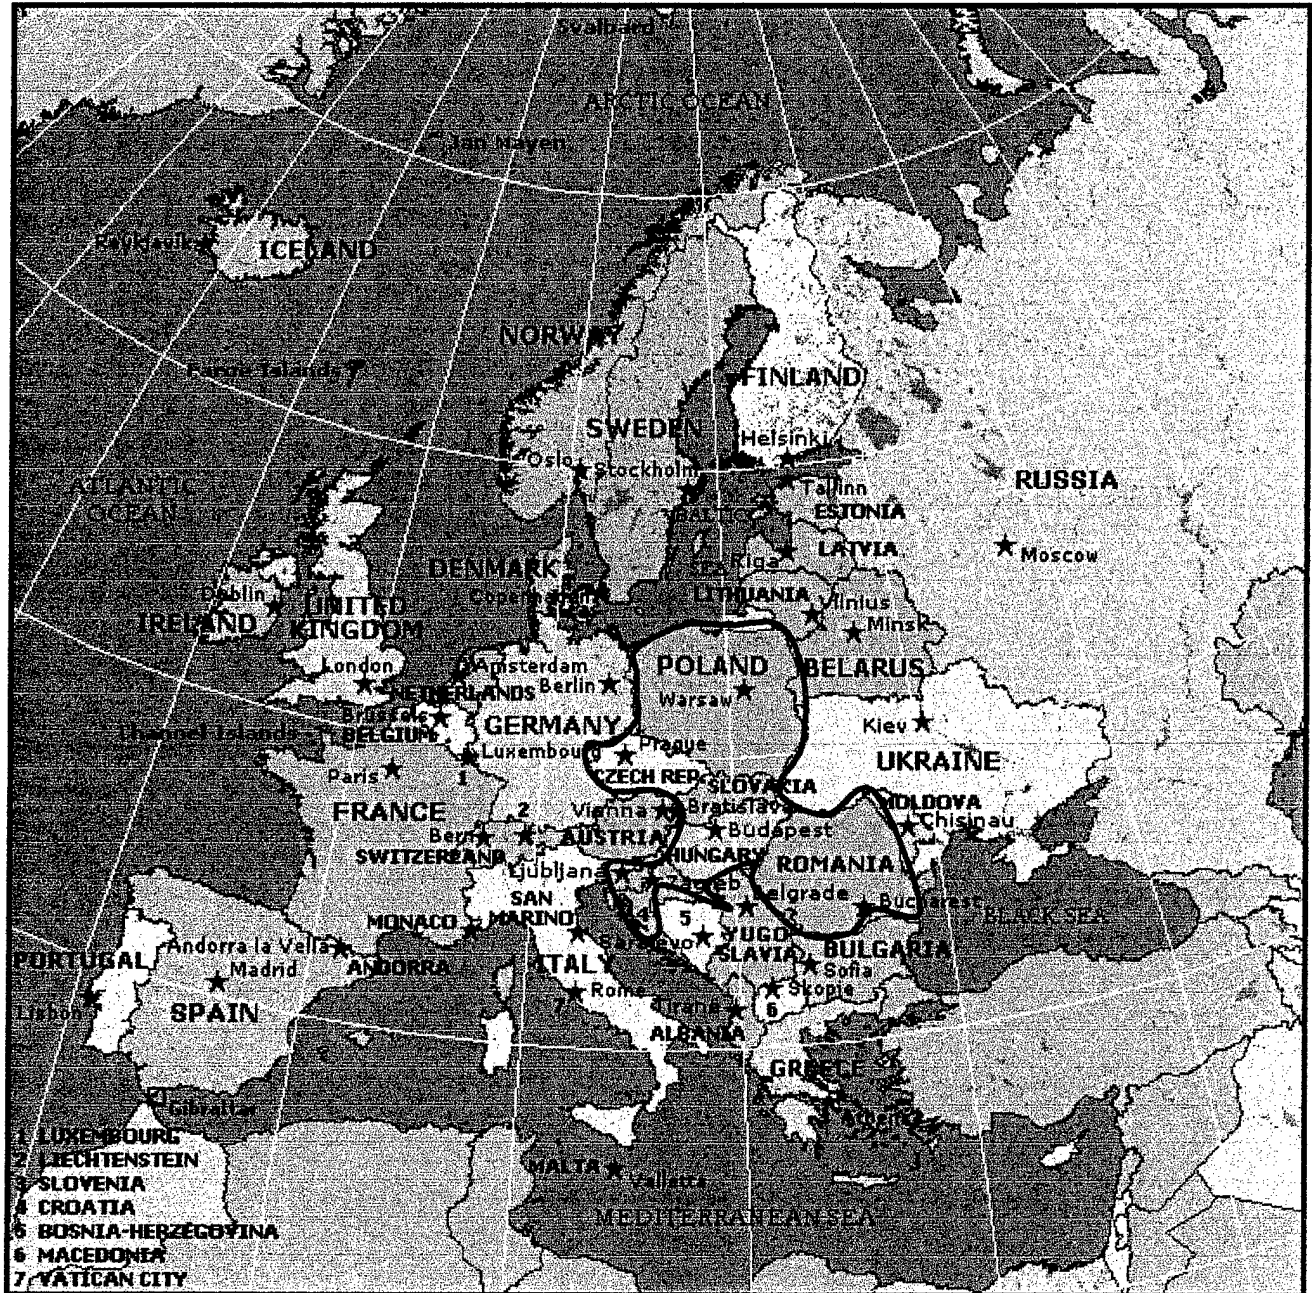 Svalbard
ARCTIC OCEAN
Jan Mayen
Reykjavik
ICELAND
NORWAY
Faroe Islands
FINLAND
SWEDEN
Helsinki
Oslo
Stockholm
RUSSIA
ATLANTIC
OCEAN
Tallinn
ESTONIA
BALTIC
SEA
Riga
LATVIA
Moscow
DENMARK
Copenhagen
LITHUANIA
Vilnius
Minsk
Dublin
IRELAND
UNITED
KINGDOM
London
Amsterdam
NETHERLANDS
Berlin
POLAND
Warsaw
BELARUS
Brussels
BELGIUM
GERMANY
Kiev
UKRAINE
Channel Islands
Luxembourg
1
Prague
CZECH REP.
SLOVAKIA
Paris
FRANCE
2
Vienna
Bratislava
MOLDOVA
Chisinau
Bern
SWITZERLAND
AUSTRIA
Budapest
HUNGARY
ROMANIA
Ljubljana
3
Zagreb
Belgrade
Bucharest
BLACK SEA
SAN
MARINO
MONACO
4
5
Sarajevo
YUGO-
SLAVIA
BULGARIA
Sofia
Andorra la Vella
ANDORRA
PORTUGAL
Madrid
SPAIN
Lisbon
ITALY
Rome
7
Skopje
6
Tirana
ALBANIA
GREECE
Athens
Gibraltar
MALTA
Valletta
MEDITERRANEAN SEA
1 LUXEMBOURG
2 LIECHTENSTEIN
3 SLOVENIA
4 CROATIA
5 BOSNIA-HERZEGOVINA
6 MACEDONIA
7 VATICAN CITY